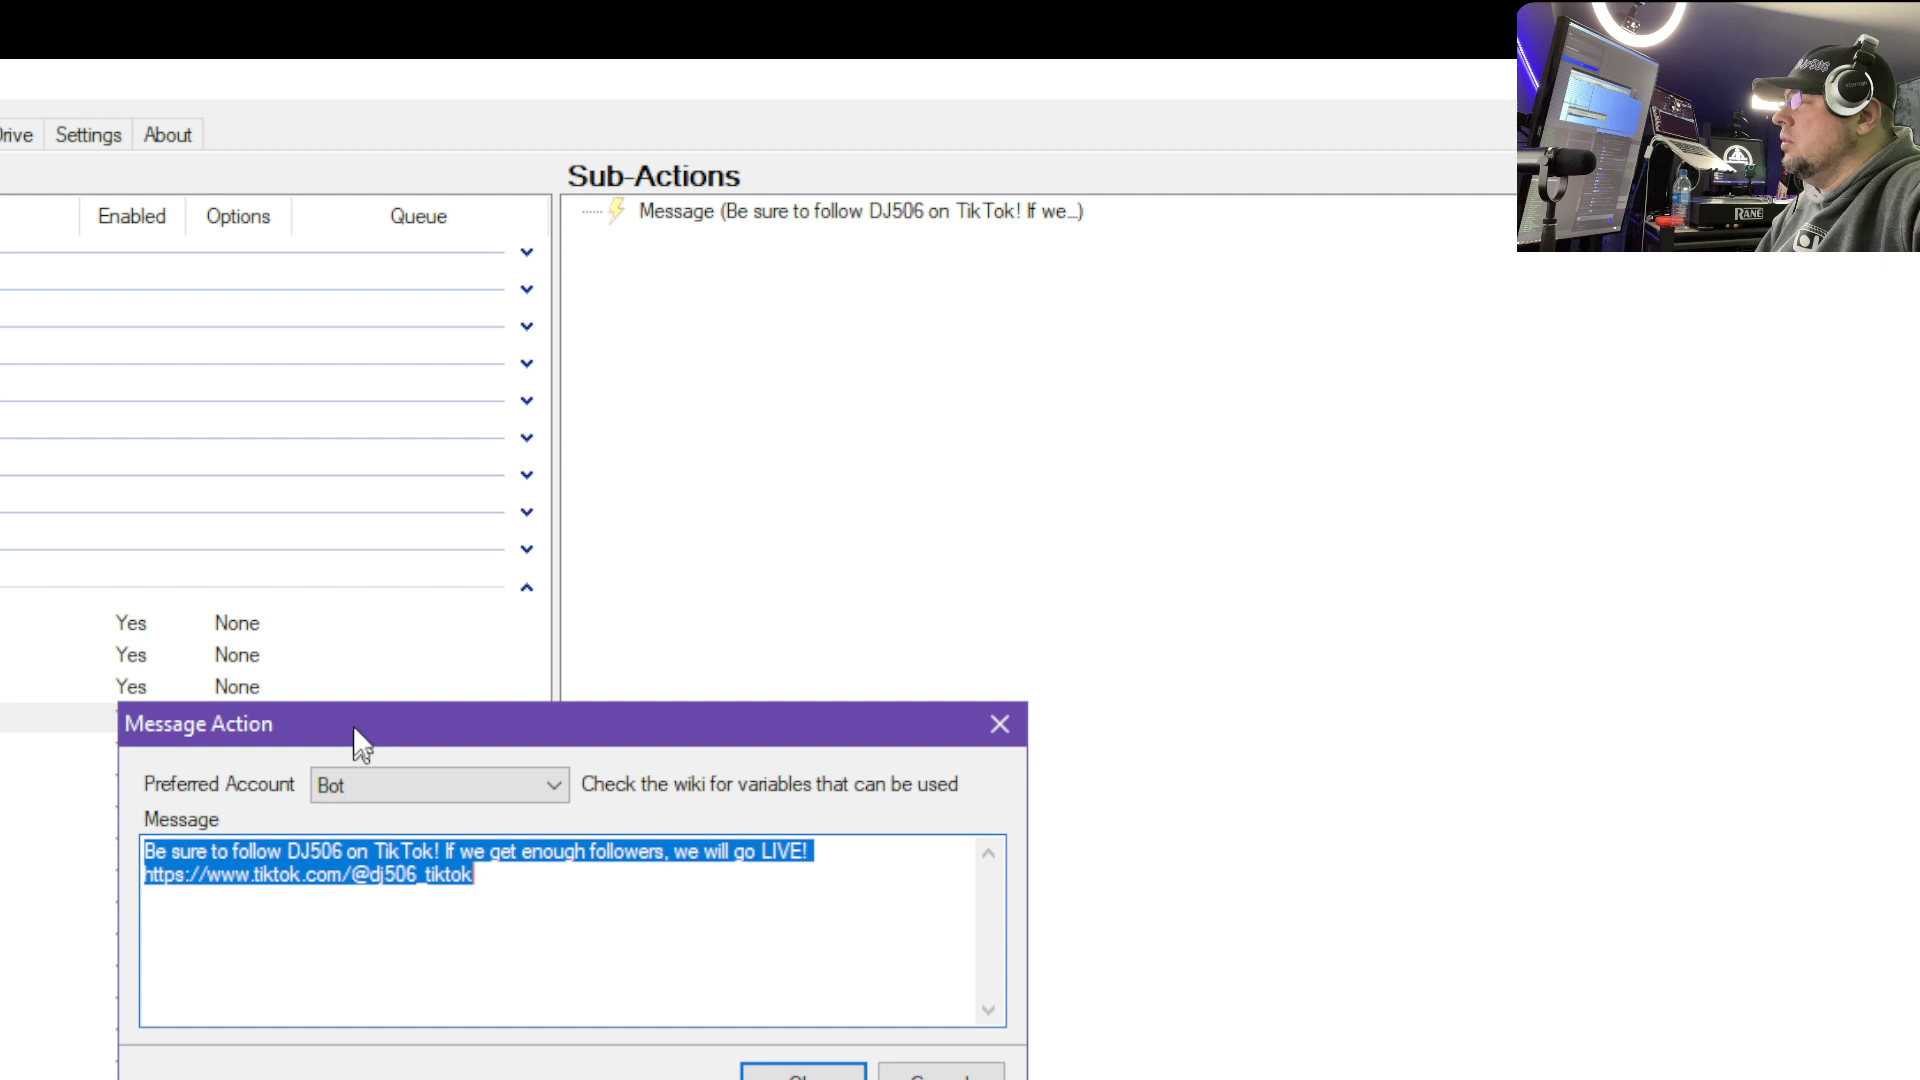 Settings
About
Sub-Actions
Enabled
Options
Queue
Message (Be sure to follow DJ506 on TikTok! If we...)
Yes
None
Yes
None
Yes
None
Message Action
Preferred Account
Bot
Check the wiki for variables that can be used
Message
Be sure to follow DJ506 on TikTok! If we get enough followers, we will go LIVE!
https://www.tiktok.com/@dj506_tiktok
RANE